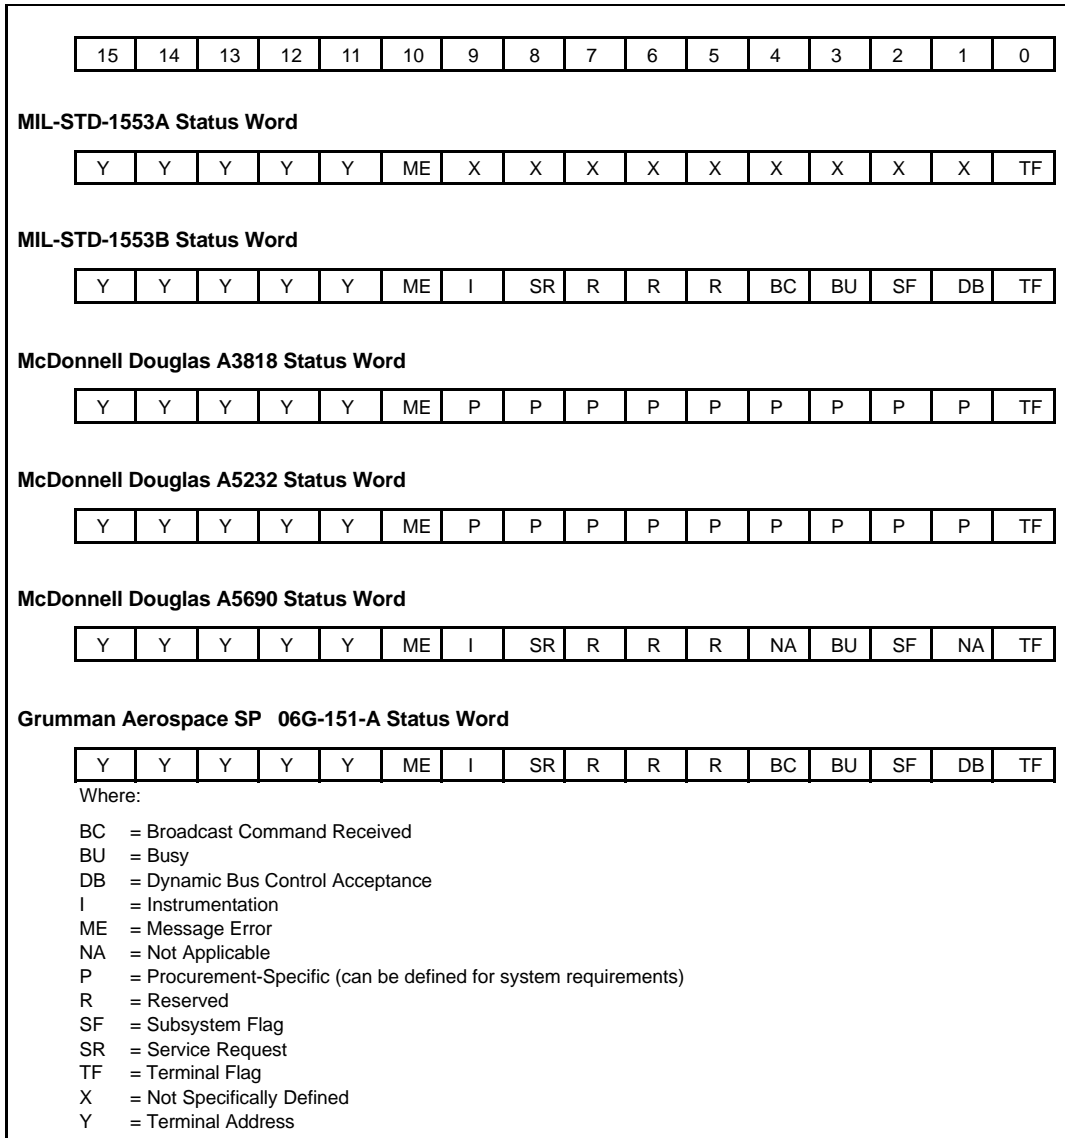 15 14 13 12 11 10 9 8 7 6 5 4 3 2 1 0
MIL-STD-1553A Status Word
Y Y Y Y Y ME X X X X X X X X X TF
MIL-STD-1553B Status Word
Y Y Y Y Y ME I SR R R R BC BU SF DB TF
McDonnell Douglas A3818 Status Word
Y Y Y Y Y ME P P P P P P P P P TF
McDonnell Douglas A5232 Status Word
Y Y Y Y Y ME P P P P P P P P P TF
McDonnell Douglas A5690 Status Word
Y Y Y Y Y ME I SR R R R NA BU SF NA TF
Grumman Aerospace SP 06G-151-A Status Word
Y Y Y Y Y ME I SR R R R BC BU SF DB TF
Where:
BC = Broadcast Command Received
BU = Busy
DB = Dynamic Bus Control Acceptance
I = Instrumentation
ME = Message Error
NA = Not Applicable
P = Procurement-Specific (can be defined for system requirements)
R = Reserved
SF = Subsystem Flag
SR = Service Request
TF = Terminal Flag
X = Not Specifically Defined
Y = Terminal Address